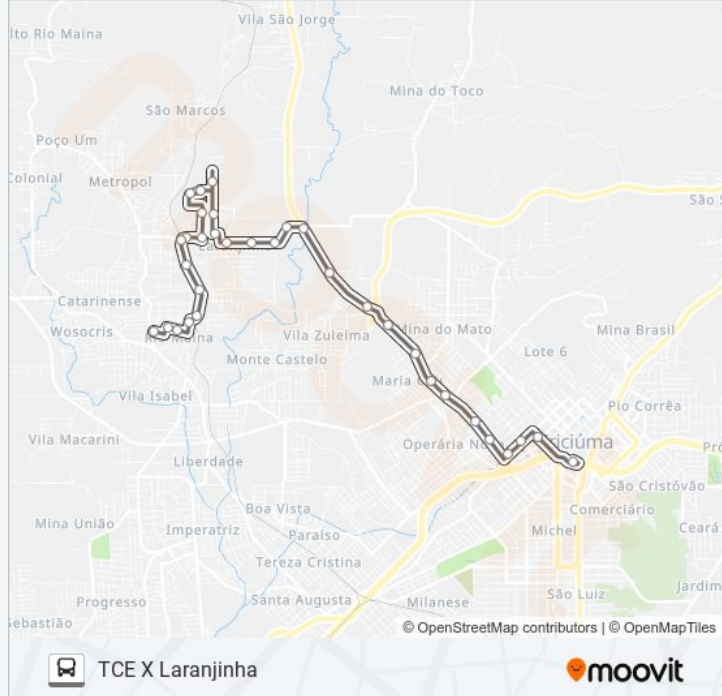 Vila São Jorge
lto Rio Maina
Mina do Toco
São Marcos
Poço Um
Colonial
Metropol
São S
Catarinense
Wosocris
Vila Zuleima
Mina do Mato
Mina Brasil
Monte Castelo
Lote 6
Maria C
Vila Isabel
Pio Corrêa
Vila Macarini
Operária No
riciúma
Pró
Liberdade
São Cristóvão
Boa Vista
Comerciário
Mina União
Imperatriz
Paraíso
Michel
Ceará
Tereza Cristina
Progresso
Santa Augusta
Milanese
São Luiz
Jardim
Sebastião
© OpenStreetMap contributors | © OpenMapTiles
TCE X Laranjinha
moovit